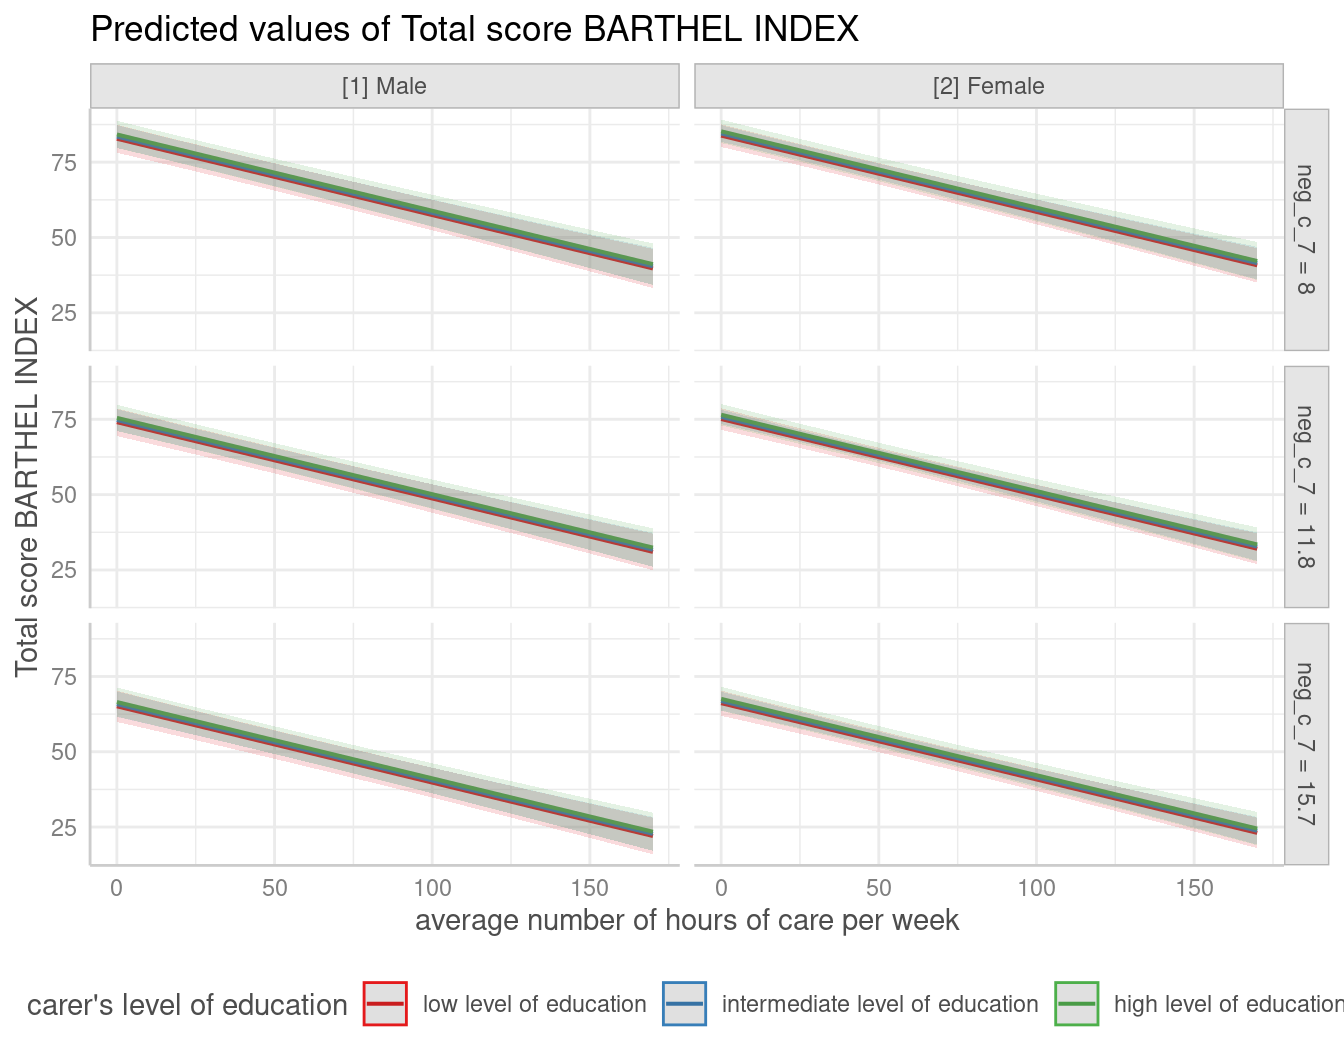 Predicted values of Total score BARTHEL INDEX
[1] Male
[2] Female
75
50
25
neg_c_7 = 8
75
50
25
neg_c_7 = 11.8
75
50
25
neg_c_7 = 15.7
Total score BARTHEL INDEX
0 50 100 150
0 50 100 150
average number of hours of care per week
carer's level of education
low level of education
intermediate level of education
high level of education